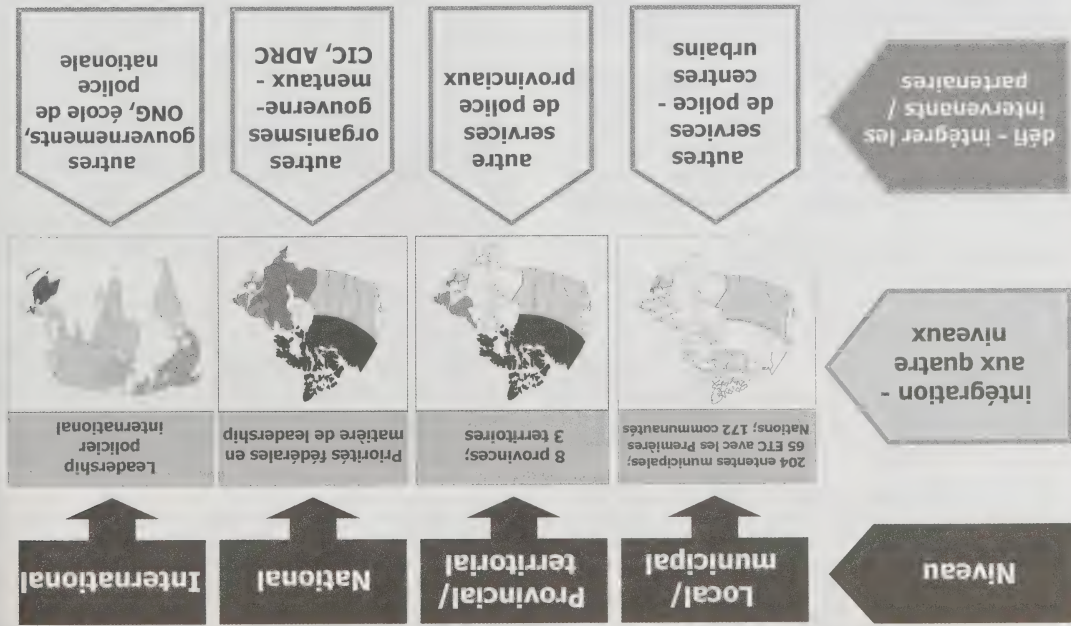 Niveau
Local/
municipal
Provincial/
territorial
National
International
intégration -
aux quatre
niveaux
204 ententes municipales;
65 ETC avec les Premières
Nations; 172 communautés
8 provinces;
3 territoires
Priorités fédérales en
matière de leadership
Leadership
policier
international
défi - intégrer les
intervenants /
partenaires
autres
services
de police -
centres
urbains
autre
services
de police
provinciaux
autres
organismes
gouverne-
mentaux -
CIC, ADRC
autres
gouvernements,
ONG, école de
police
nationale